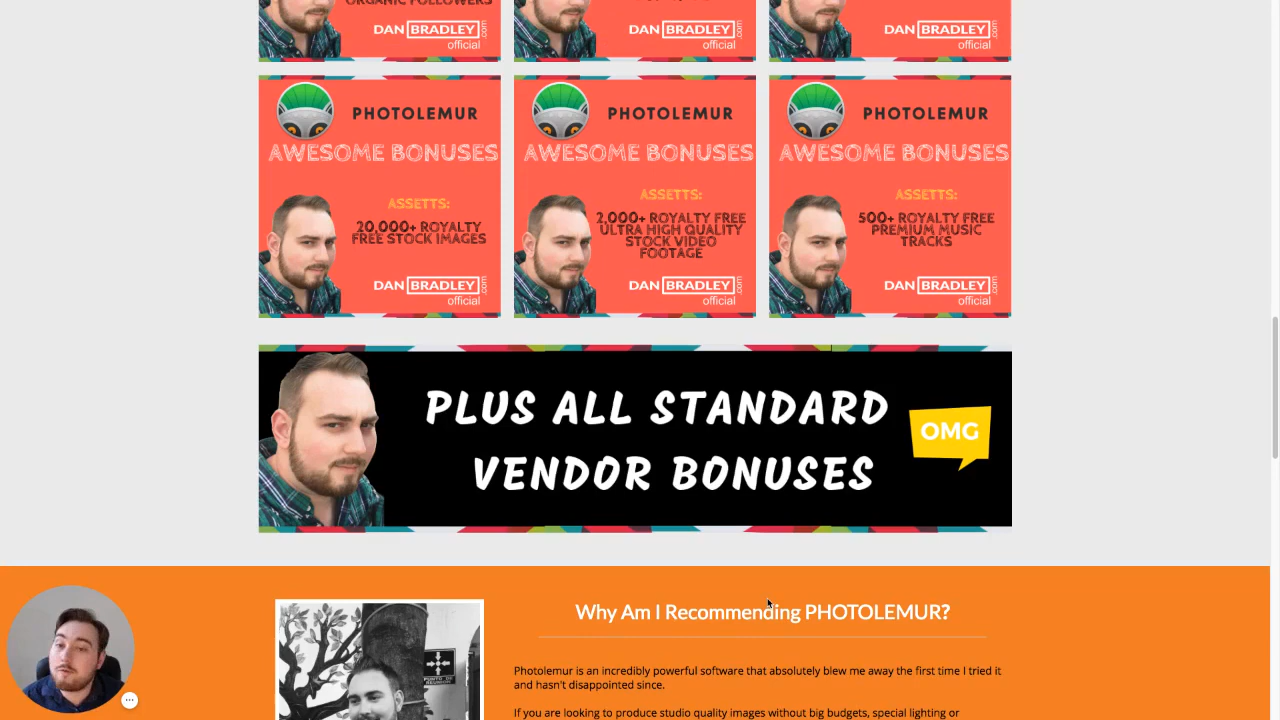 ORGANIC FOLLOWERS
DAN BRADLEY .com
official
DAN BRADLEY .com
official
DAN BRADLEY .com
official
PHOTOLEMUR
AWESOME BONUSES
ASSETTS:
20,000+ ROYALTY
FREE STOCK IMAGES
DAN BRADLEY .com
official
PHOTOLEMUR
AWESOME BONUSES
ASSETTS:
2,000+ ROYALTY FREE
ULTRA HIGH QUALITY
STOCK VIDEO
FOOTAGE
DAN BRADLEY .com
official
PHOTOLEMUR
AWESOME BONUSES
ASSETTS:
500+ ROYALTY FREE
PREMIUM MUSIC
TRACKS
DAN BRADLEY .com
official
PLUS ALL STANDARD
VENDOR BONUSES
OMG
Why Am I Recommending PHOTOLEMUR?
Photolemur is an incredibly powerful software that absolutely blew me away the first time I tried it
and hasn't disappointed since.
If you are looking to produce studio quality images without big budgets, special lighting or
PUNTO DE
REUNION